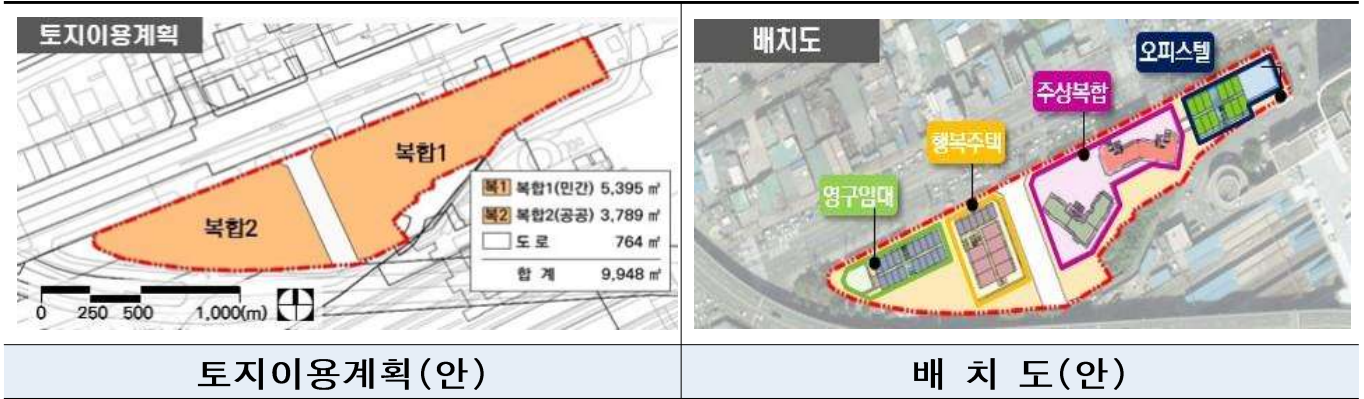 토지이용계획
복합1
복합2
복1 복합1(민간) 5,395 ㎡
복2 복합2(공공) 3,789 ㎡
도로 764 ㎡
합 계 9,948 ㎡
0 250 500 1,000(m)
배치도
오피스텔
주상복합
행복주택
영구임대
토지이용계획(안)
배 치 도(안)